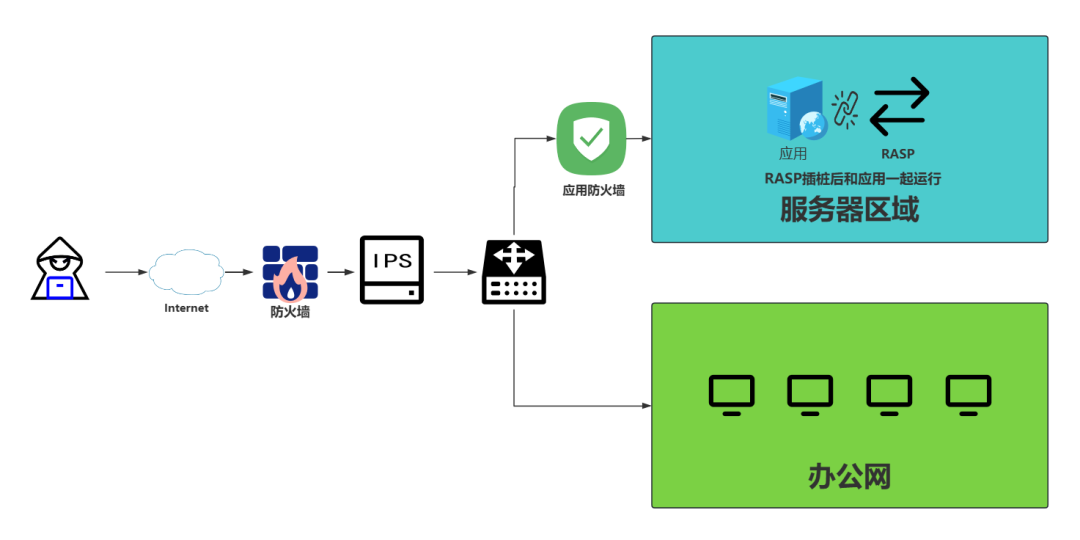 应用
RASP
RASP插桩后和应用一起运行
服务器区域
应用防火墙
IPS
Internet
防火墙
办公网